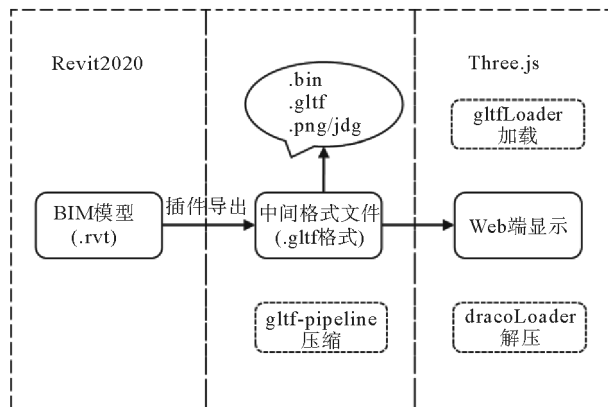 Revit2020
Three.js
.bin
.gltf
.png/jdg
gltfLoader
加载
BIM模型
(.rvt)
插件导出
中间格式文件
(.gltf格式)
Web端显示
gltf-pipeline
压缩
dracoLoader
解压